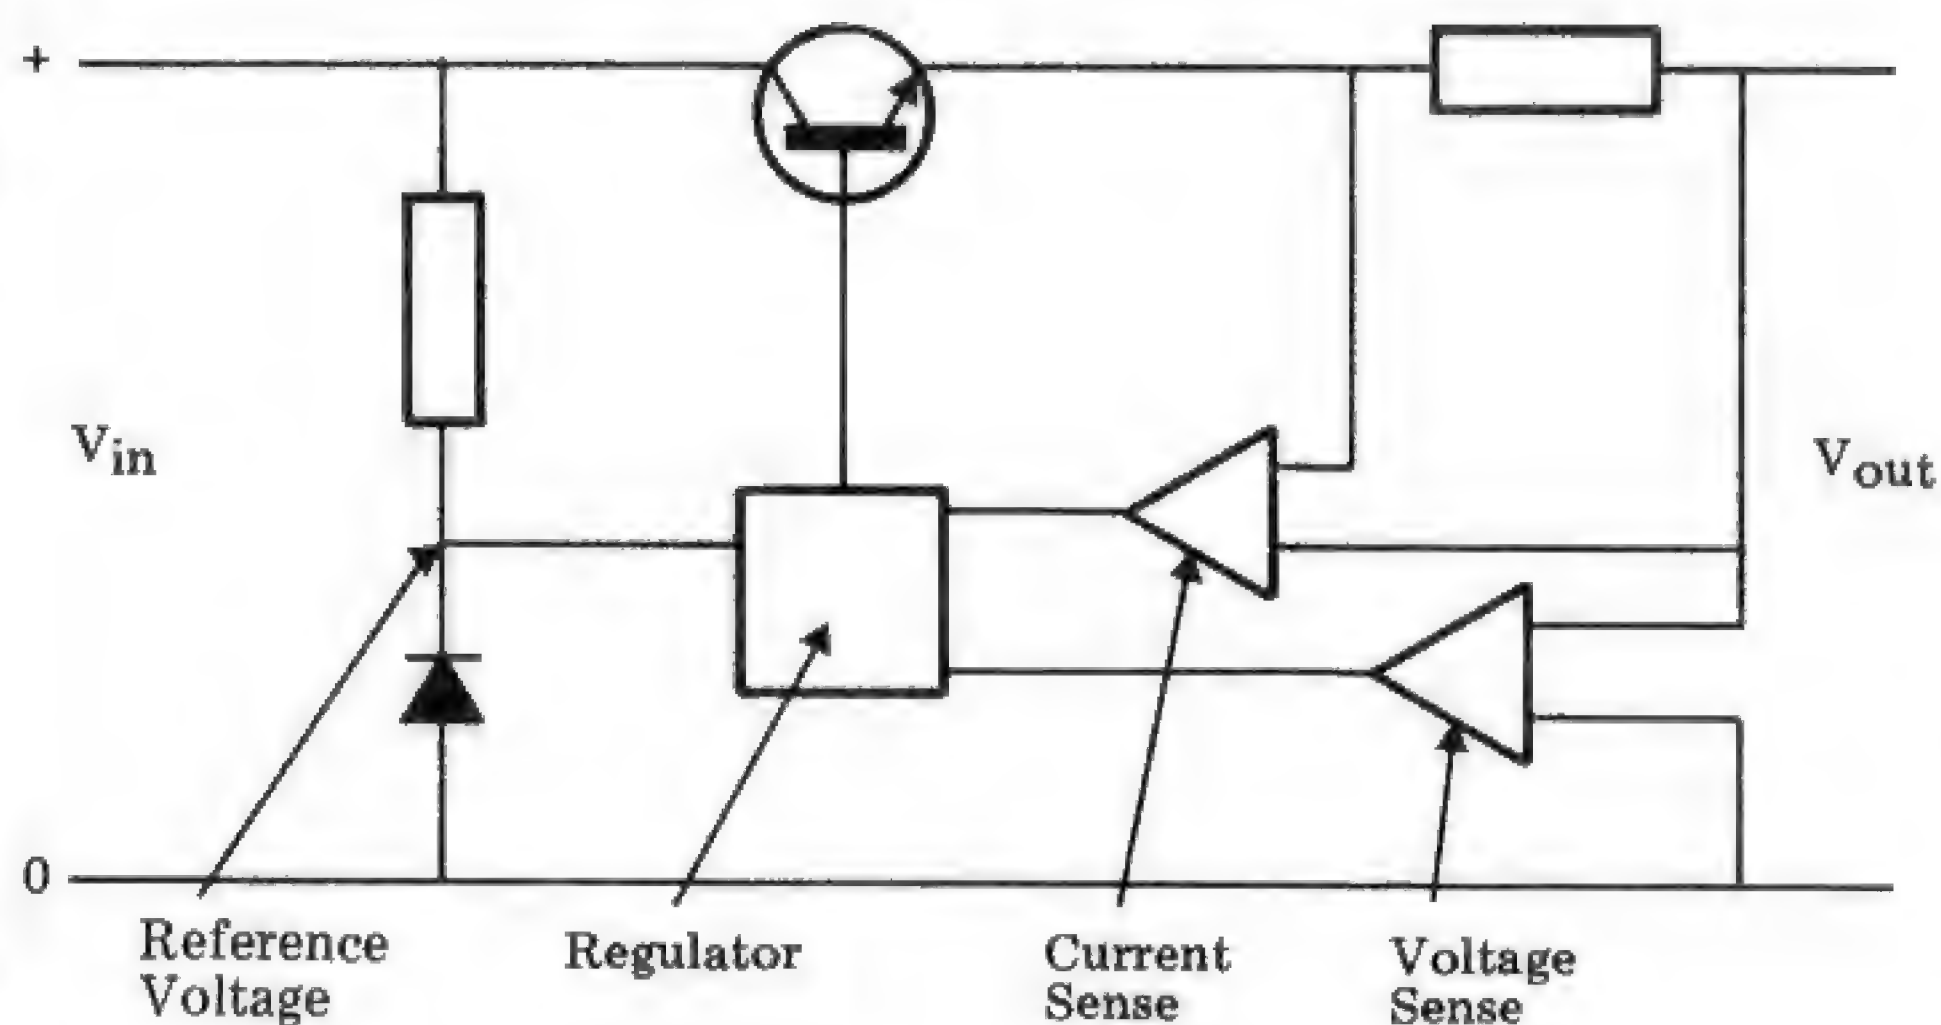 +
Vin
Vout
0
Reference
Voltage
Regulator
Current
Sense
Voltage
Sense